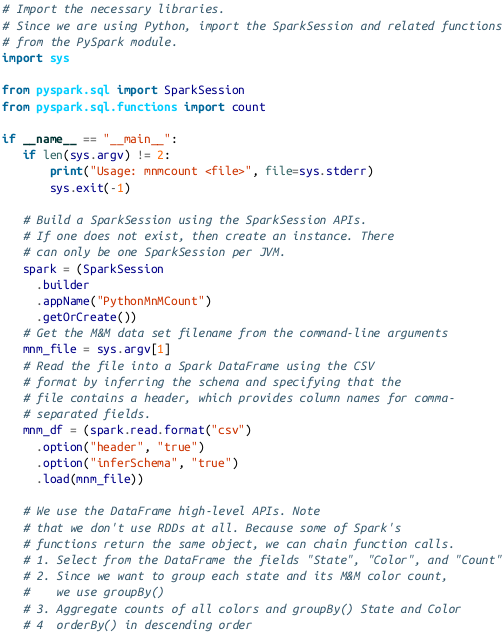 # Import the necessary libraries.
# Since we are using Python, import the SparkSession and related functions
# from the PySpark module.
import sys
from pyspark.sql import SparkSession
from pyspark.sql.functions import count
if __name__ == "__main__":
if len(sys.argv) != 2:
print("Usage: mnmcount <file>", file=sys.stderr)
sys.exit(-1)
# Build a SparkSession using the SparkSession APIs.
# If one does not exist, then create an instance. There
# can only be one SparkSession per JVM.
spark = (SparkSession
.builder
.appName("PythonMnMCount")
.getOrCreate())
# Get the M&M data set filename from the command-line arguments
mnm_file = sys.argv[1]
# Read the file into a Spark DataFrame using the CSV
# format by inferring the schema and specifying that the
# file contains a header, which provides column names for comma-
# separated fields.
mnm_df = (spark.read.format("csv")
.option("header", "true")
.option("inferSchema", "true")
.load(mnm_file))
# We use the DataFrame high-level APIs. Note
# that we don't use RDDs at all. Because some of Spark's
# functions return the same object, we can chain function calls.
# 1. Select from the DataFrame the fields "State", "Color", and "Count"
# 2. Since we want to group each state and its M&M color count,
# we use groupBy()
# 3. Aggregate counts of all colors and groupBy() State and Color
# 4 orderBy() in descending order